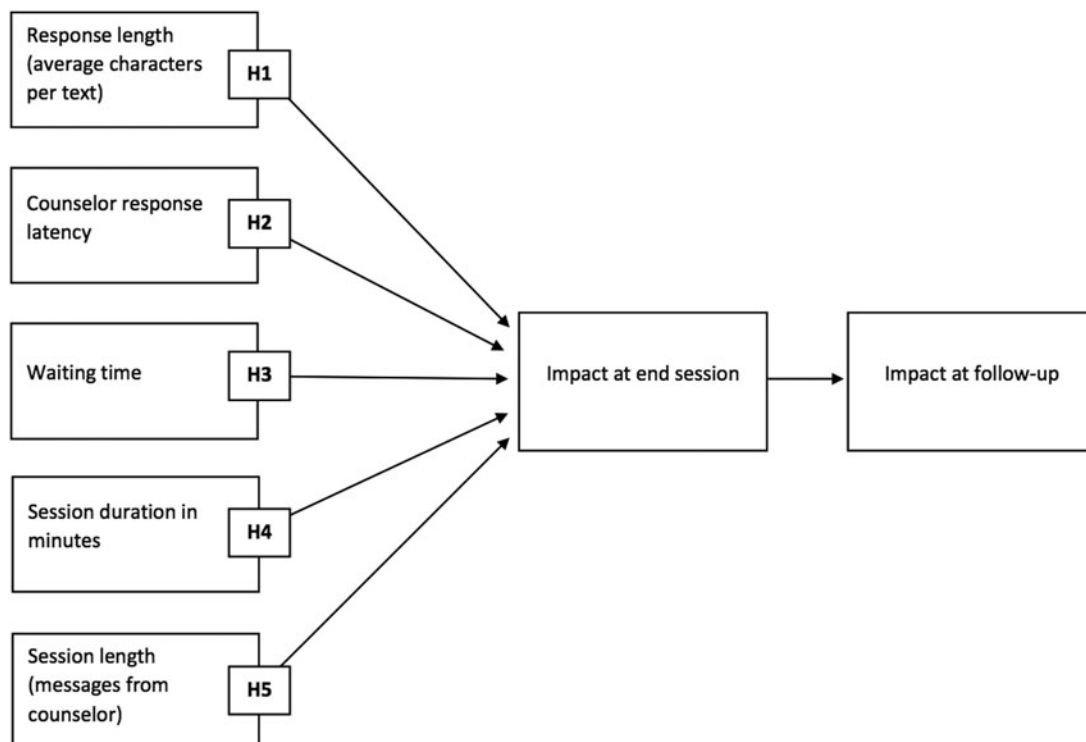 Response length
(average characters
per text)
H1
Counselor response
latency
H2
Waiting time
H3
Session duration in
minutes
H4
Session length
(messages from
counselor)
H5
Impact at end session
Impact at follow-up